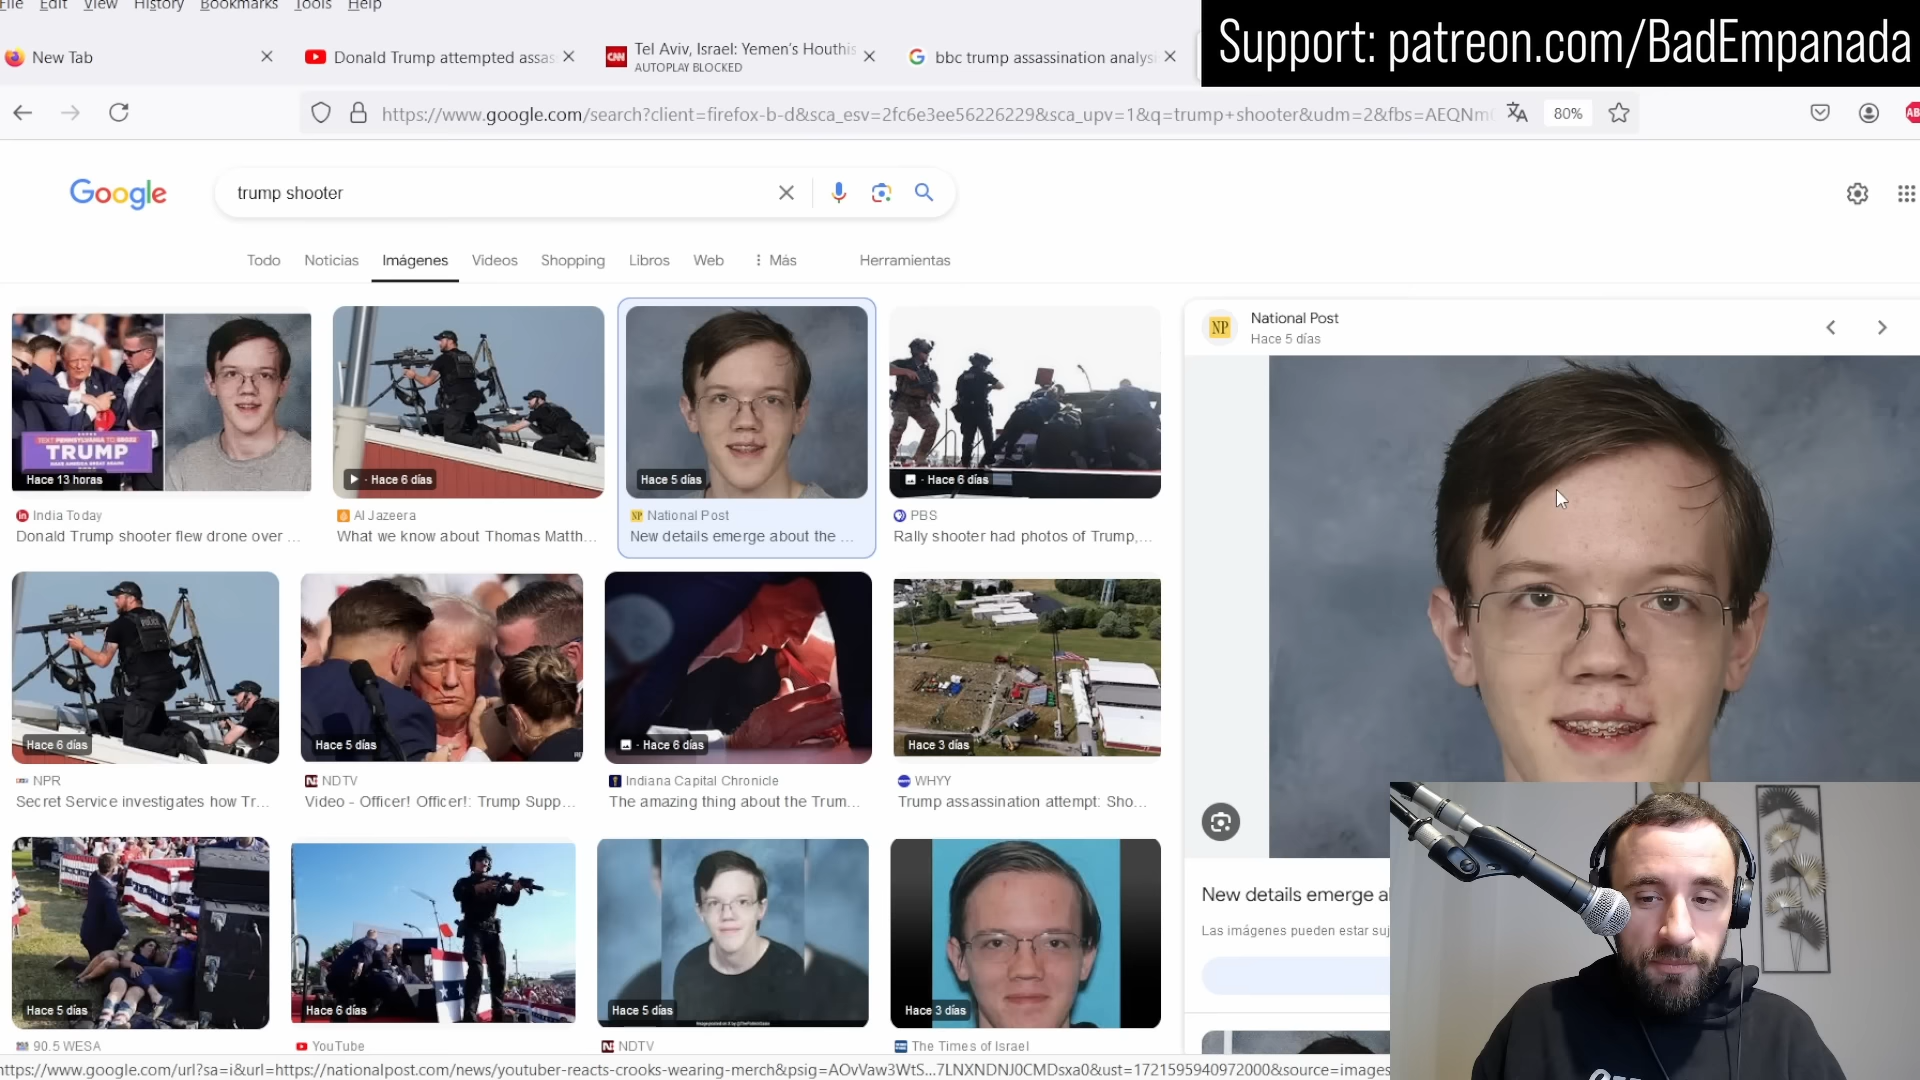 File Edit View History Bookmarks Tools Help
Support: patreon.com/BadEmpanada
New Tab
Donald Trump attempted assas
Tel Aviv, Israel: Yemen's Houthis
AUTOPLAY BLOCKED
bbc trump assassination analysi
https://www.google.com/search?client=firefox-b-d&sca_esv=2fc6e3ee56226229&sca_upv=1&q=trump+shooter&udm=2&fbs=AEQNm
80%
Google
trump shooter
Todo Noticias Imágenes Videos Shopping Libros Web Más Herramientas
TRUMP
Hace 13 horas
Hace 6 días
Hace 5 días
Hace 6 días
India Today
Donald Trump shooter flew drone over ...
Al Jazeera
What we know about Thomas Matth...
National Post
New details emerge about the ...
PBS
Rally shooter had photos of Trump,...
NP
National Post
Hace 5 días
POLICE
Hace 6 días
Hace 5 días
Hace 6 días
Hace 3 días
NPR
Secret Service investigates how Tr...
NDTV
Video - Officer! Officer!: Trump Supp...
Indiana Capital Chronicle
The amazing thing about the Trum...
WHYY
Trump assassination attempt: Sho...
Hace 5 días
Hace 6 días
Hace 5 días
Hace 3 días
90.5 WESA
YouTube
NDTV
The Times of Israel
New details emerge a
Las imágenes pueden estar suj
https://www.google.com/url?sa=i&url=https://nationalpost.com/news/youtuber-reacts-crooks-wearing-merch&psig=AOvVaw3WtS...7LNXNDNJ0CMDsxa0&ust=1721595940972000&source=images